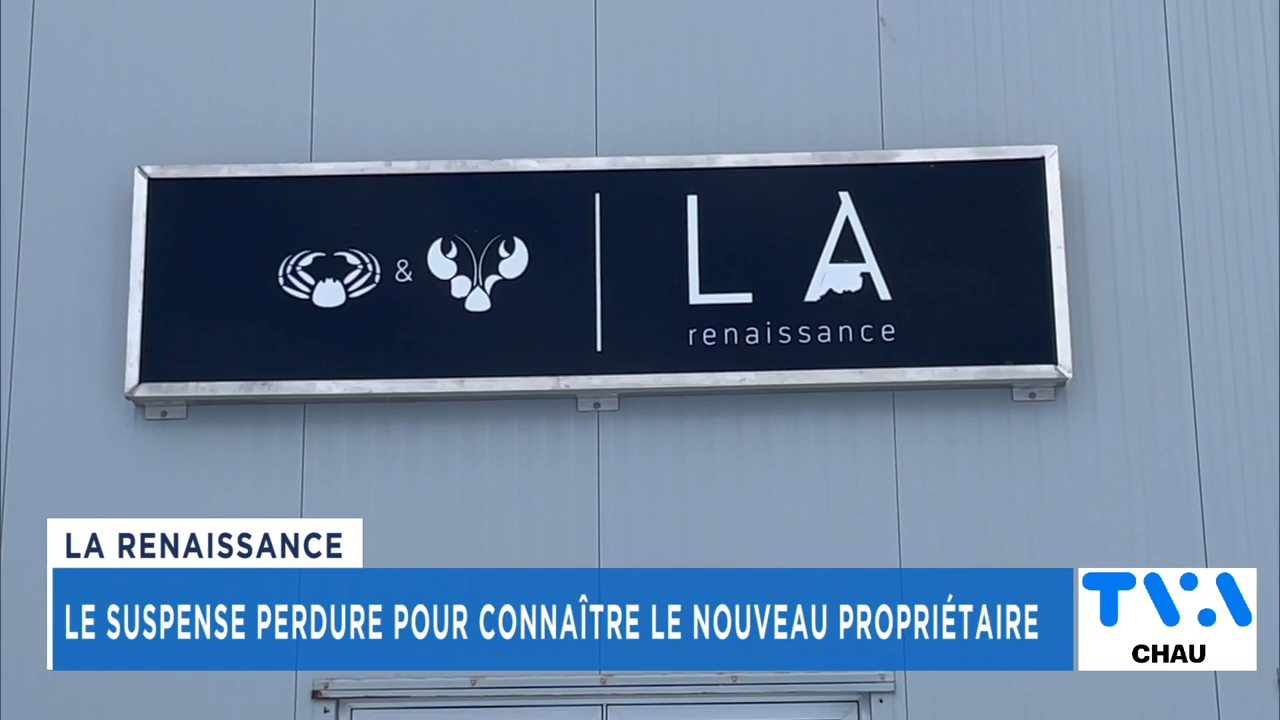 &
LA
renaissance
LA RENAISSANCE
LE SUSPENSE PERDURE POUR CONNAÎTRE LE NOUVEAU PROPRIÉTAIRE
TVA
CHAU